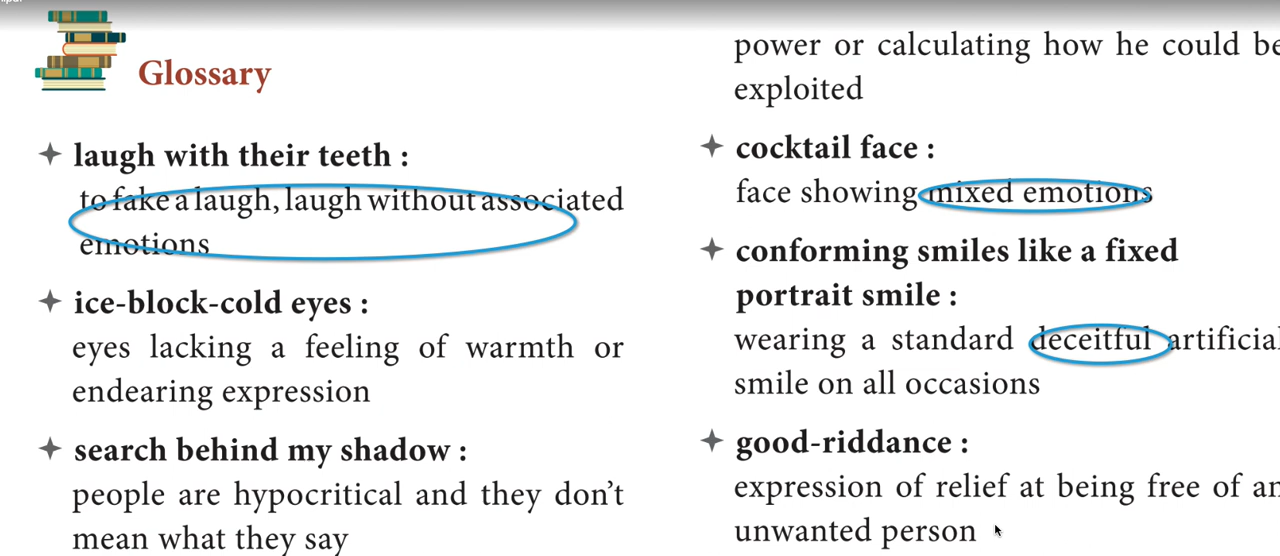 Glossary
laugh with their teeth :
to fake a laugh, laugh without associated
emotions
ice-block-cold eyes :
eyes lacking a feeling of warmth or
endearing expression
search behind my shadow :
people are hypocritical and they don't
mean what they say
power or calculating how he could be
exploited
cocktail face :
face showing mixed emotions
conforming smiles like a fixed
portrait smile :
wearing a standard deceitful artificial
smile on all occasions
good-riddance :
expression of relief at being free of an
unwanted person